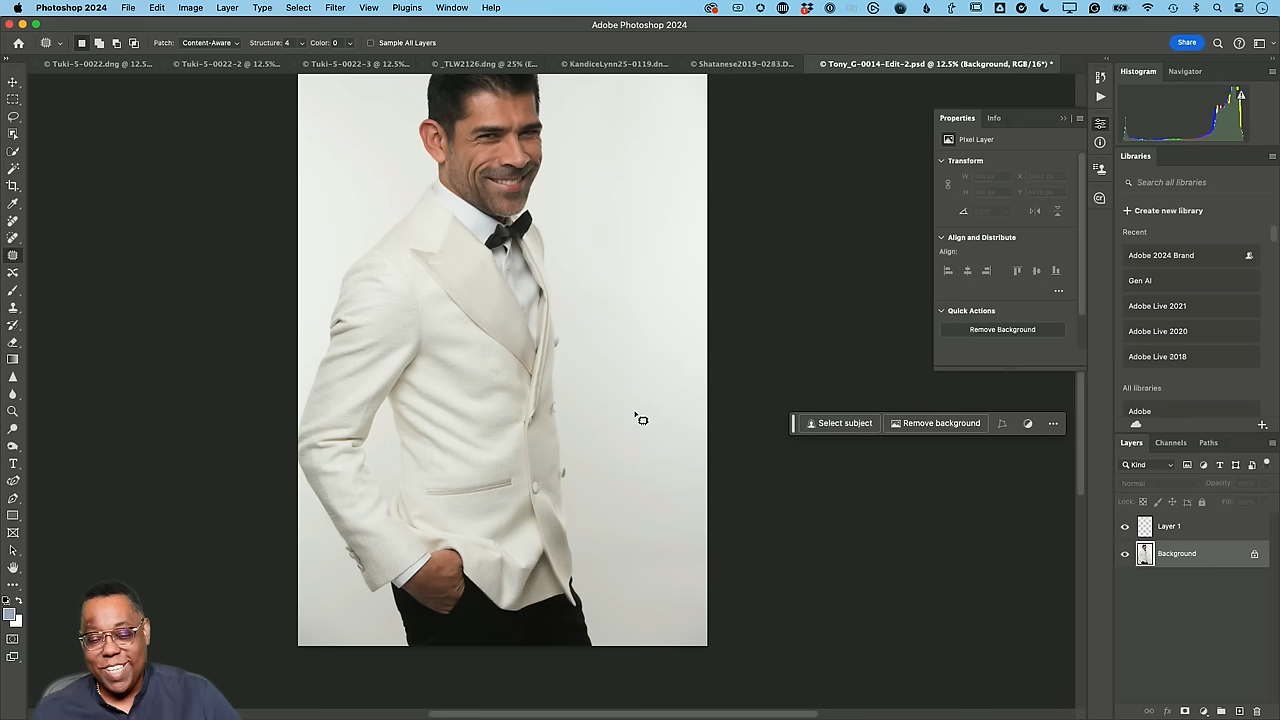 Photoshop 2024 File Edit Image Layer Type Select Filter View Plugins Window Help
Adobe Photoshop 2024
Patch: Content-Aware Structure: 4 Color: 0 Sample All Layers
Share
Tuki-5-0022.dng @ 12.5... Tuki-5-0022-2 @ 12.5%... Tuki-5-0022-3 @ 12.5%... _TLW2126.dng @ 25% (E... KandiceLynn25-0119.dn... Shatanese2019-0283.D... Tony_G-0014-Edit-2.psd @ 12.5% (Background, RGB/16*) *
Histogram Navigator
Properties Info
Pixel Layer
Transform
W X
H Y
Align and Distribute
Align:
Quick Actions
Remove Background
Select subject Remove background
Libraries
Search all libraries
Create new library
Recent
Adobe 2024 Brand
Gen AI
Adobe Live 2021
Adobe Live 2020
Adobe Live 2018
All libraries
Adobe
Layers Channels Paths
Kind
Normal Opacity:
Lock: Fill:
Layer 1
Background